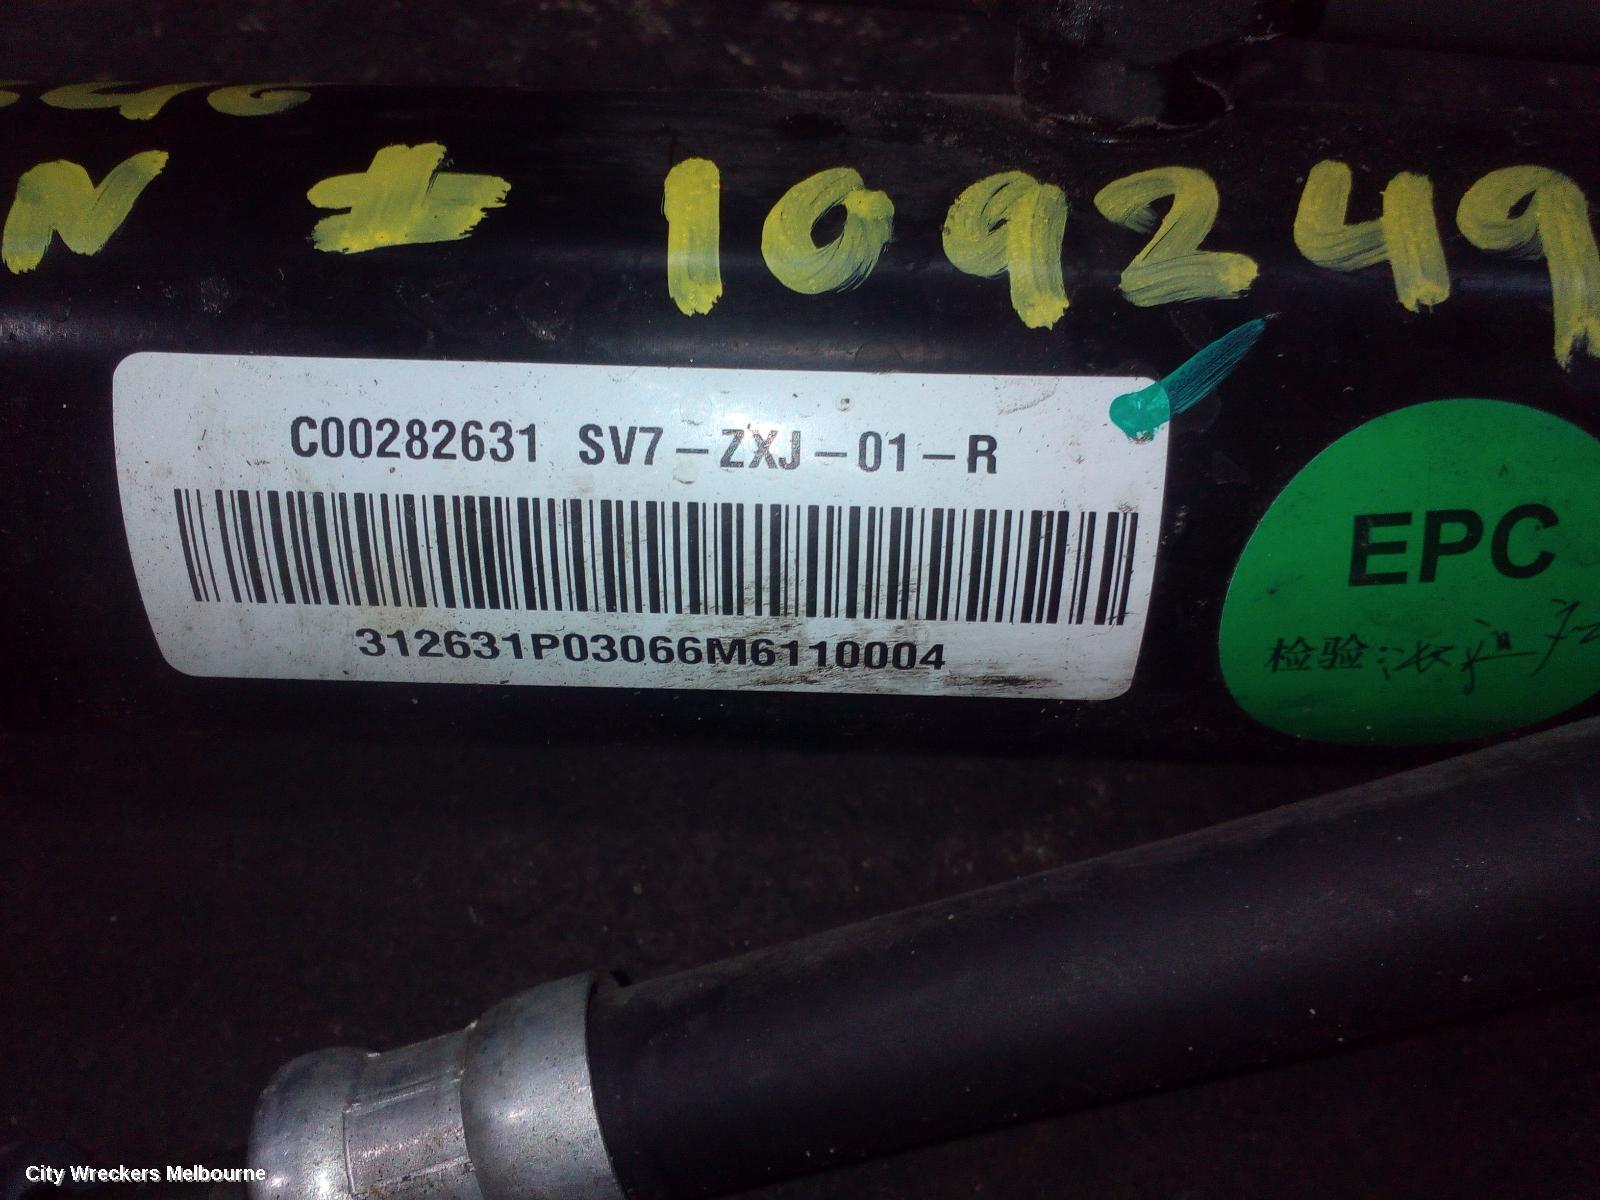 N # 109249
C00282631 SV7-ZXJ-01-R
312631P03066M6110004
EPC
检验:
City Wreckers Melbourne